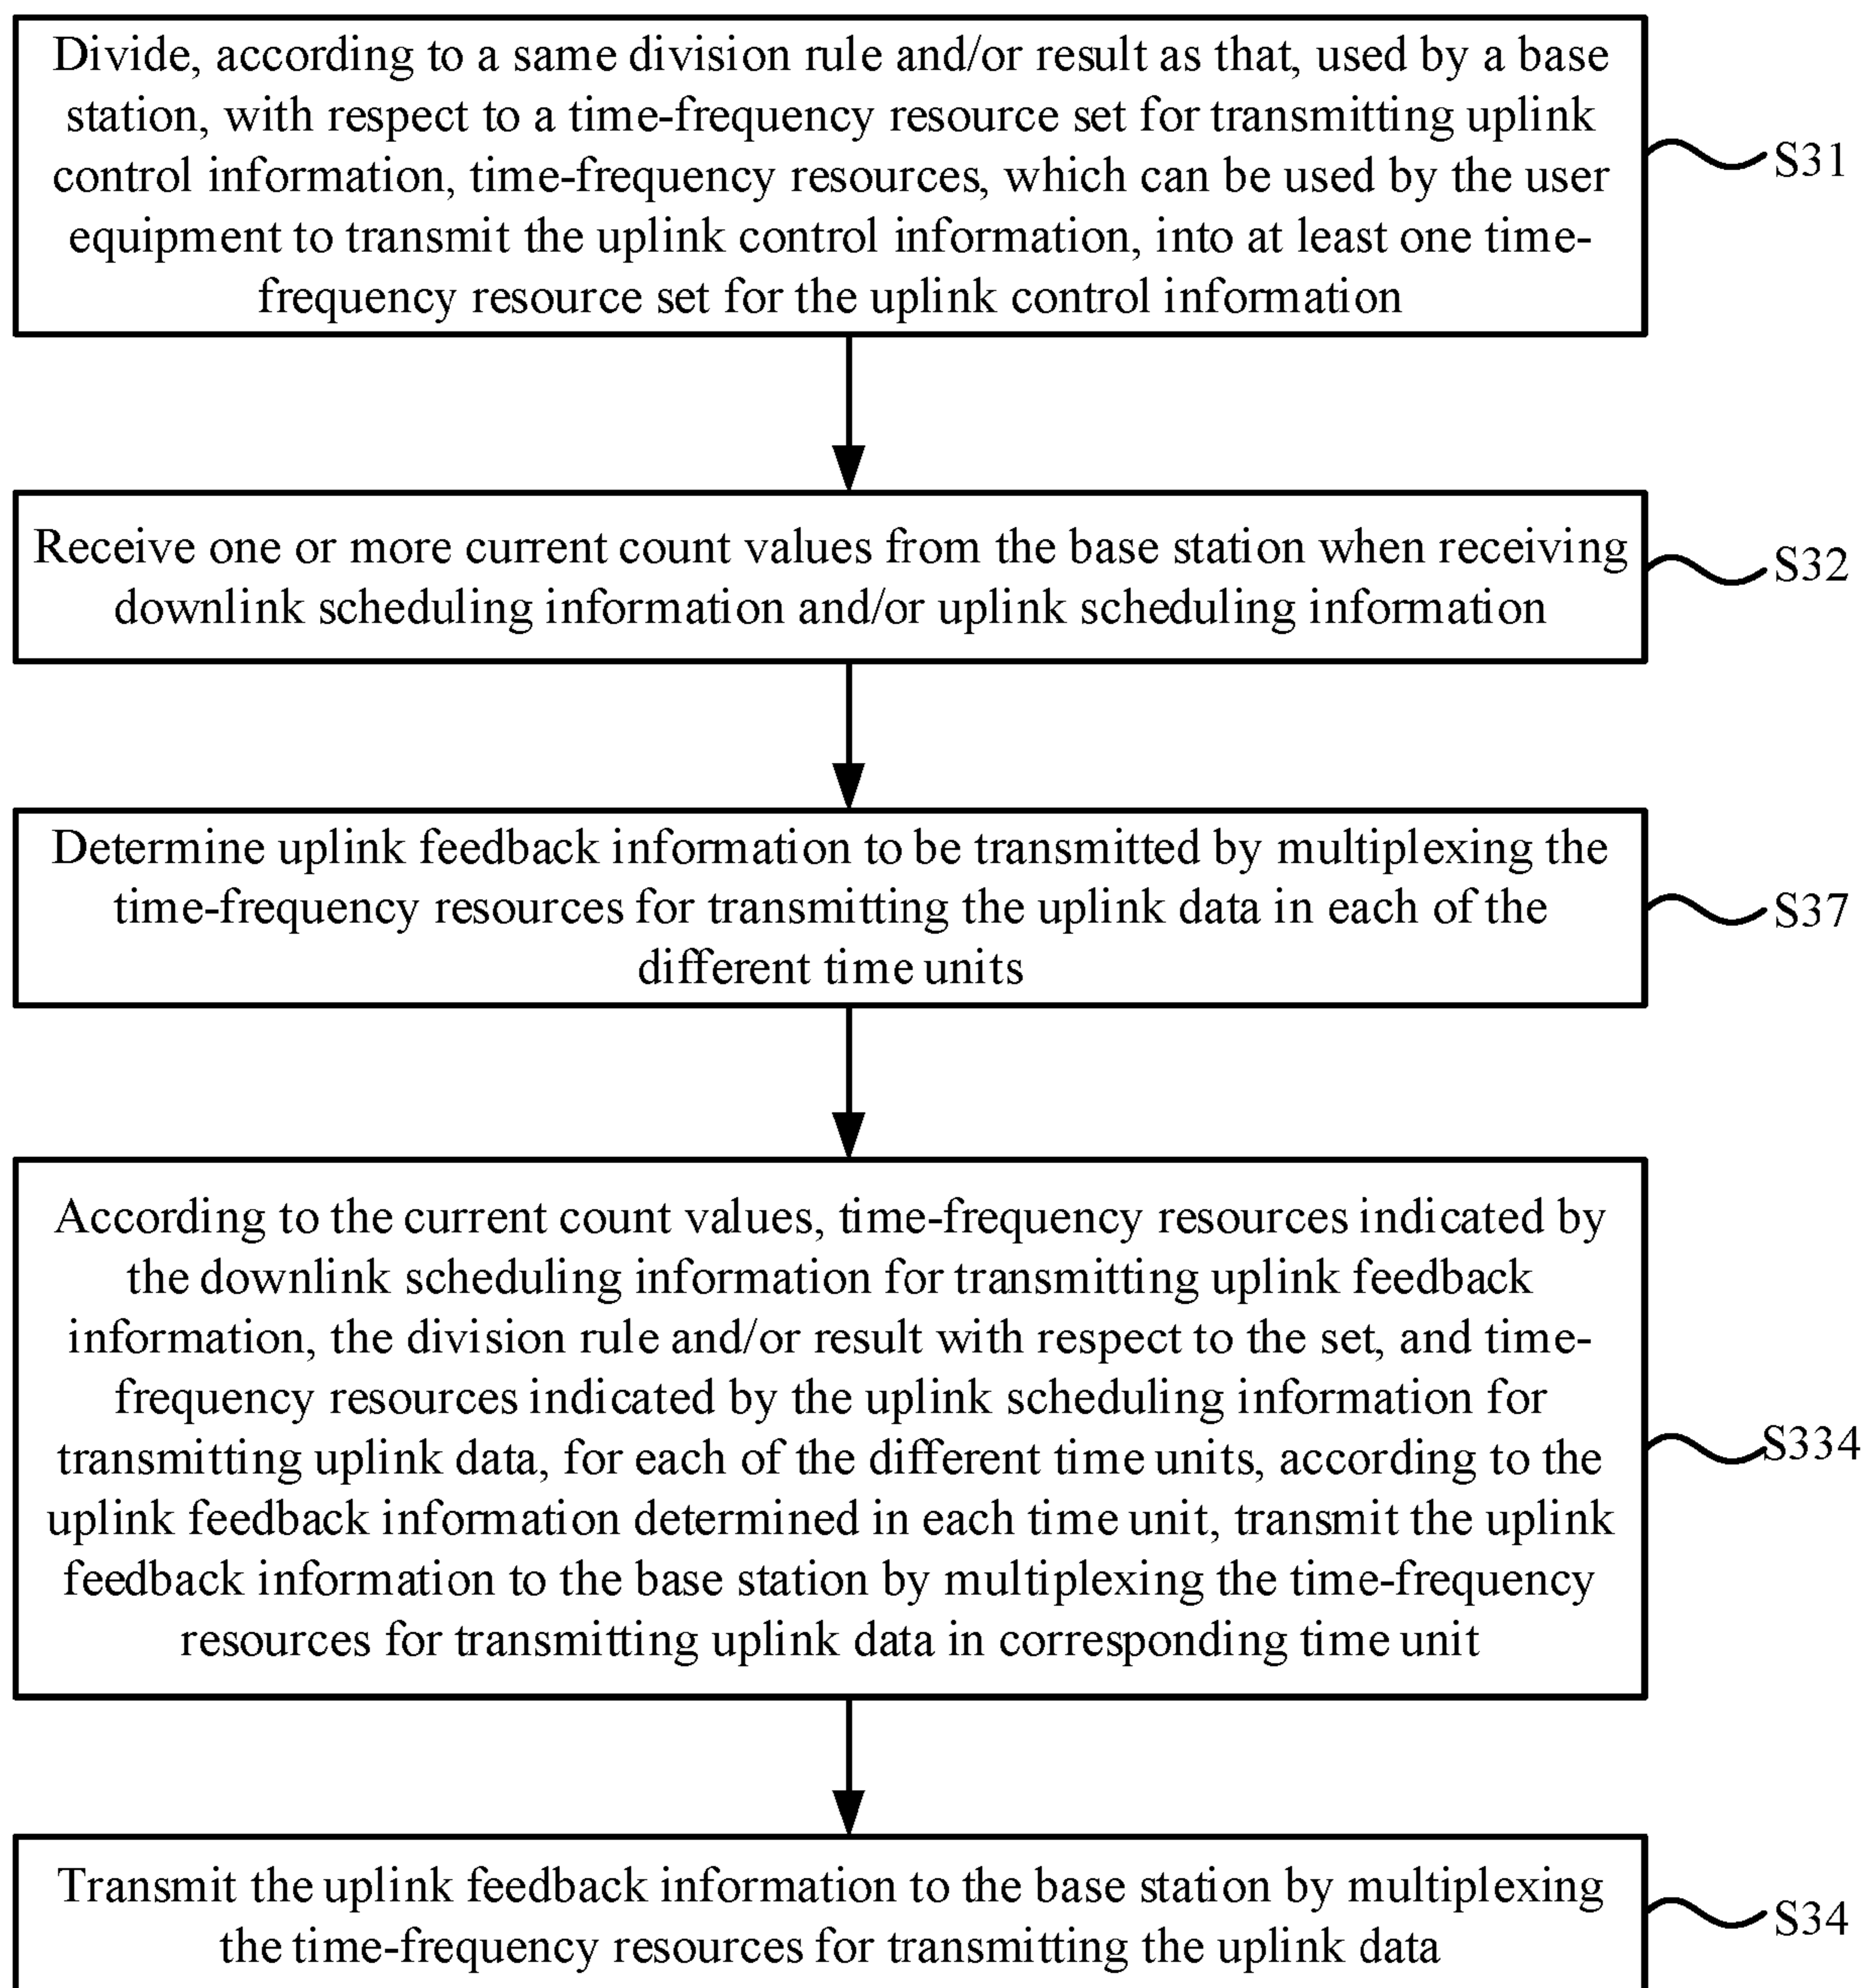 Divide, according to a same division rule and/or result as that, used by a base
station, with respect to a time-frequency resource set for transmitting uplink
control information, time-frequency resources, which can be used by the user
equipment to transmit the uplink control information, into at least one time-
frequency resource set for the uplink control information
S31
Receive one or more current count values from the base station when receiving
downlink scheduling information and/or uplink scheduling information
S32
Determine uplink feedback information to be transmitted by multiplexing the
time-frequency resources for transmitting the uplink data in each of the
different time units
S37
According to the current count values, time-frequency resources indicated by
the downlink scheduling information for transmitting uplink feedback
information, the division rule and/or result with respect to the set, and time-
frequency resources indicated by the uplink scheduling information for
transmitting uplink data, for each of the different time units, according to the
uplink feedback information determined in each time unit, transmit the uplink
feedback information to the base station by multiplexing the time-frequency
resources for transmitting uplink data in corresponding time unit
S334
Transmit the uplink feedback information to the base station by multiplexing
the time-frequency resources for transmitting the uplink data
S34